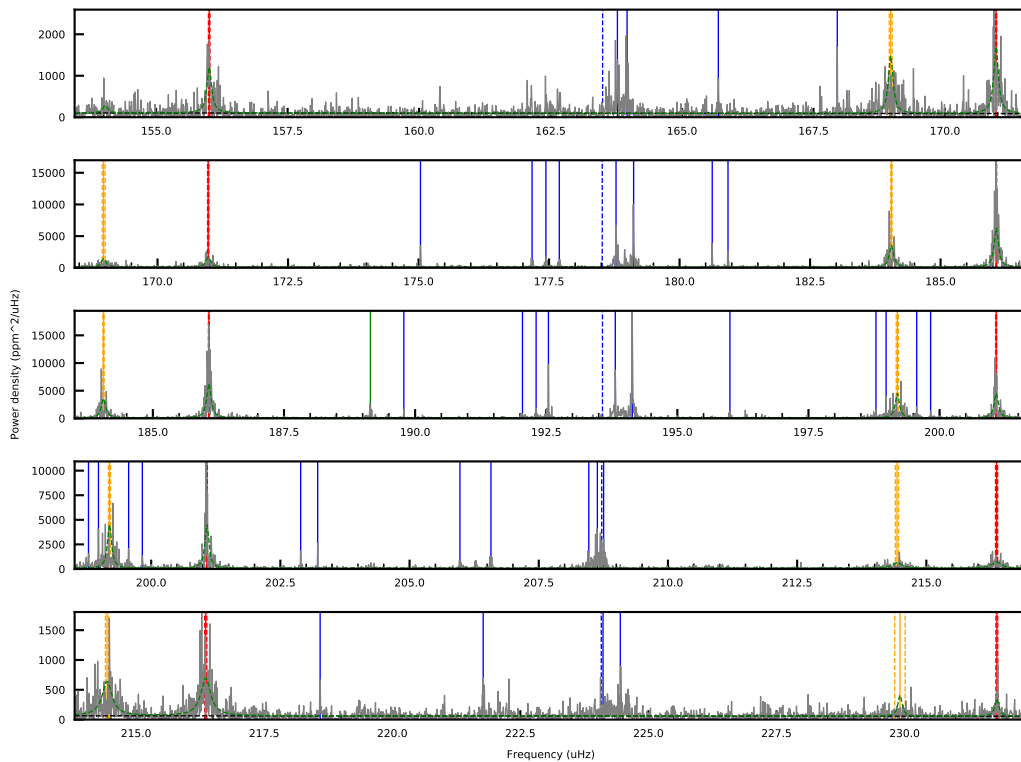 2000
1000
0
155.0 157.5 160.0 162.5 165.0 167.5 170.0
15000
10000
5000
0
170.0 172.5 175.0 177.5 180.0 182.5 185.0
15000
10000
5000
0
185.0 187.5 190.0 192.5 195.0 197.5 200.0
Power density (ppm^2/uHz)
10000
7500
5000
2500
0
200.0 202.5 205.0 207.5 210.0 212.5 215.0
1500
1000
500
0
215.0 217.5 220.0 222.5 225.0 227.5 230.0
Frequency (uHz)